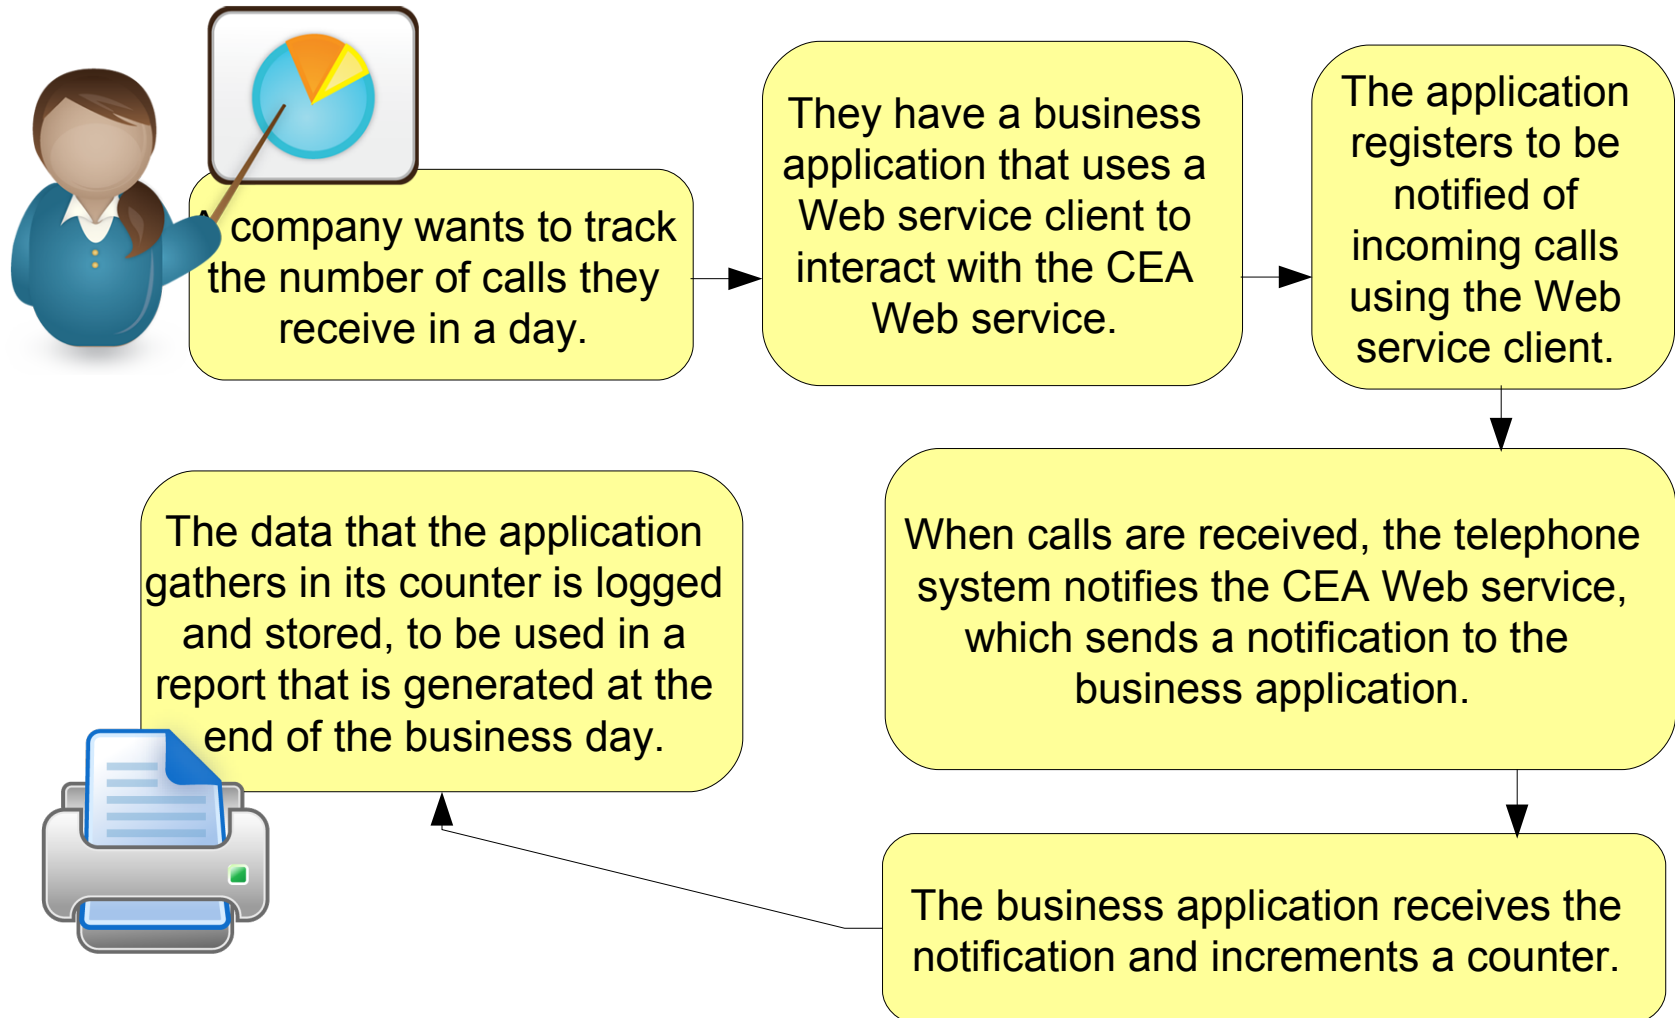 A company wants to track
the number of calls they
receive in a day.
They have a business
application that uses a
Web service client to
interact with the CEA
Web service.
The application
registers to be
notified of
incoming calls
using the Web
service client.
When calls are received, the telephone
system notifies the CEA Web service,
which sends a notification to the
business application.
The business application receives the
notification and increments a counter.
The data that the application
gathers in its counter is logged
and stored, to be used in a
report that is generated at the
end of the business day.